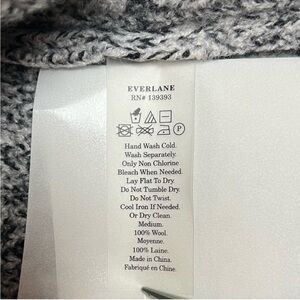 EVERLANE
RN# 139393
P
Hand Wash Cold.
Wash Separately.
Only Non Chlorine
Bleach When Needed.
Lay Flat To Dry.
Do Not Tumble Dry.
Do Not Twist.
Cool Iron If Needed.
Or Dry Clean.
Medium.
100% Wool.
Moyenne.
100% Laine.
Made in China.
Fabriqué en Chine.